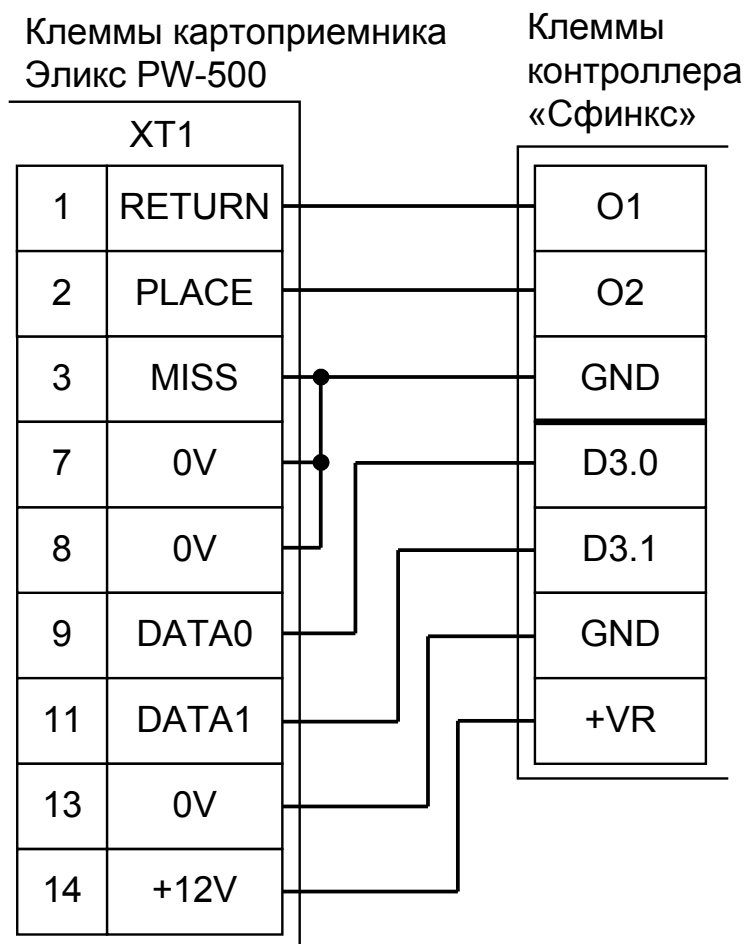 Клеммы картоприемника
Эликс PW-500
Клеммы
контроллера
«Сфинкс»
XT1
1 RETURN
2 PLACE
3 MISS
7 0V
8 0V
9 DATA0
11 DATA1
13 0V
14 +12V
O1
O2
GND
D3.0
D3.1
GND
+VR